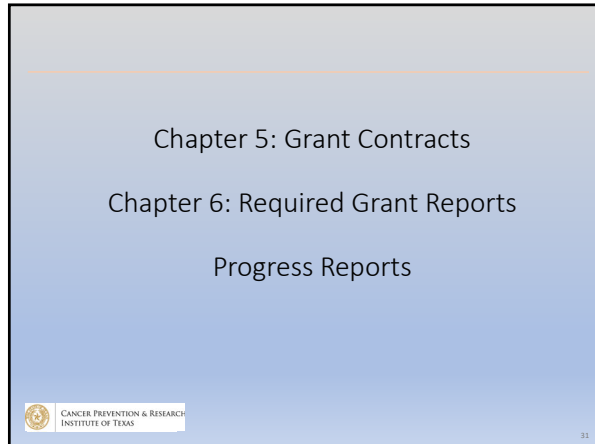 Chapter 5: Grant Contracts
Chapter 6: Required Grant Reports
Progress Reports
CANCER PREVENTION & RESEARCH
INSTITUTE OF TEXAS
31